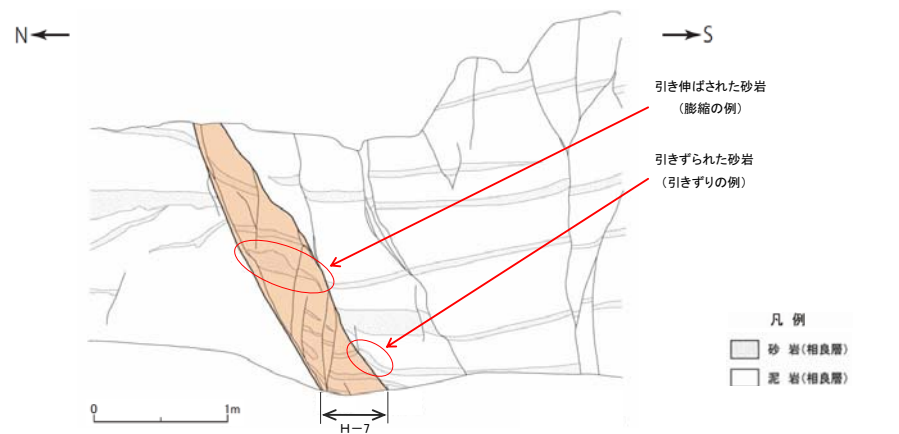 N
S
引き伸ばされた砂岩
（膨縮の例）
引きずられた砂岩
（引きずりの例）
凡 例
砂 岩(相良層)
泥 岩(相良層)
0 1m
H－7